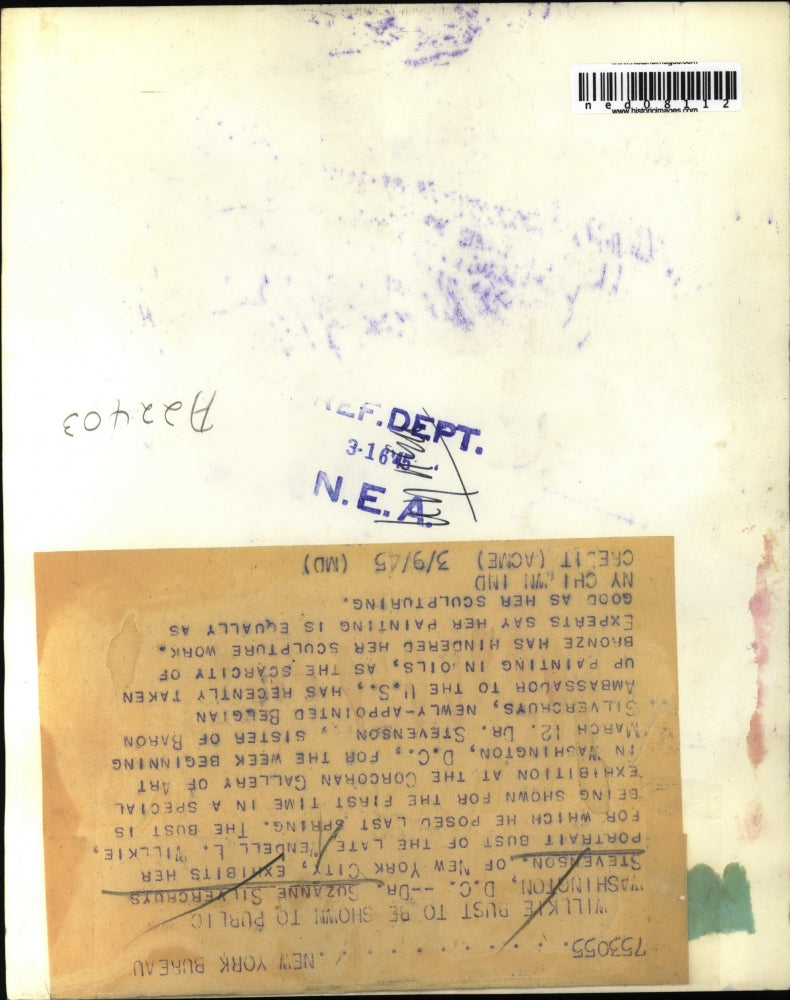 ned08112
www.historicimages.com
A22403
REF. DEPT.
N.E.A.
753055. . . . . . . . . . . .NEW YORK BUREAU
WILLKIE BUST TO BE SHOWN TO PUBLIC
WASHINGTON, D.C. -- DR. SUZANNE SILVERCRUYS
STEVENSON, OF NEW YORK CITY, EXHIBITS HER
PORTRAIT BUST OF THE LATE WENDELL L. WILLKIE,
FOR WHICH HE POSED LAST SPRING. THE BUST IS
BEING SHOWN FOR THE FIRST TIME IN A SPECIAL
EXHIBITION AT THE CORCORAN GALLERY OF ART
IN WASHINGTON, D.C., FOR THE WEEK BEGINNING
MARCH 12. DR. STEVENSON , SISTER OF BARON
SILVERCRUYS, NEWLY-APPOINTED BELGIAN
AMBASSADOR TO THE U.S., HAS RECENTLY TAKEN
UP PAINTING IN OILS, AS THE SCARCITY OF
BRONZE HAS HINDERED HER SCULPTURE WORK.
EXPERTS SAY HER PAINTING IS EQUALLY AS
GOOD AS HER SCULPTURING.
NY CHI WN IND
CREDIT (ACME) 3/9/45 (MD)